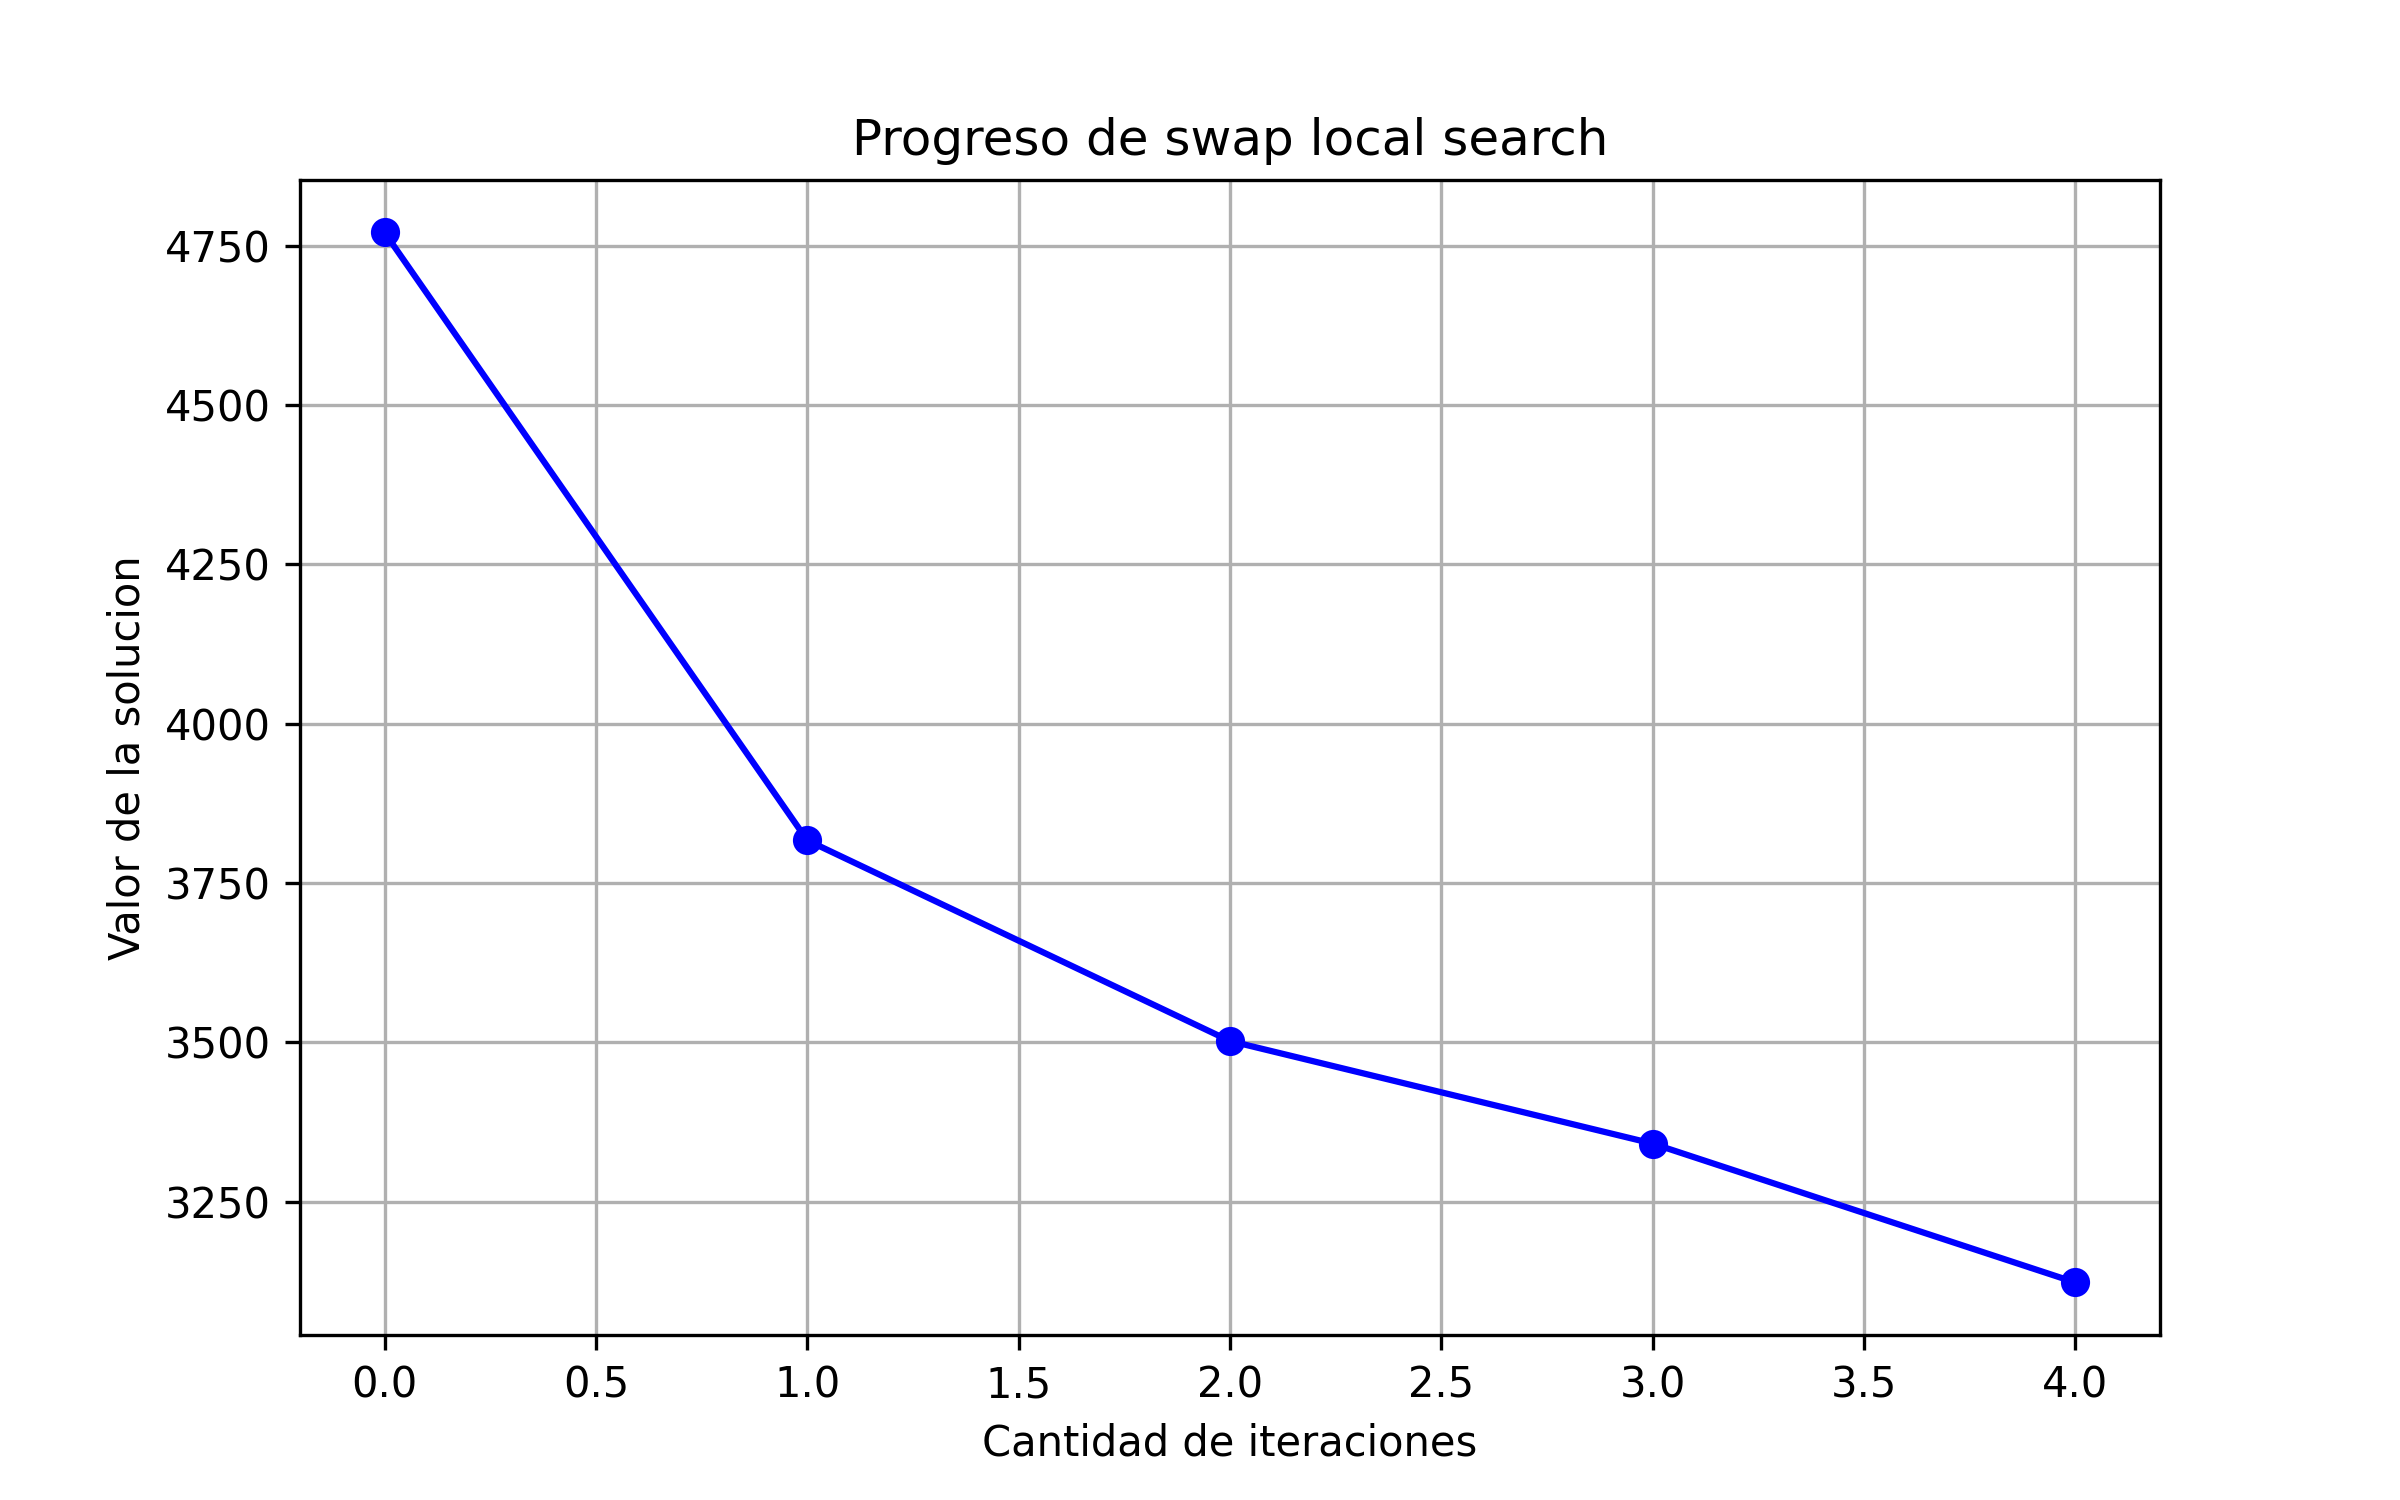 Progreso de swap local search
Valor de la solucion
4750
4500
4250
4000
3750
3500
3250
0.0 0.5 1.0 1.5 2.0 2.5 3.0 3.5 4.0
Cantidad de iteraciones